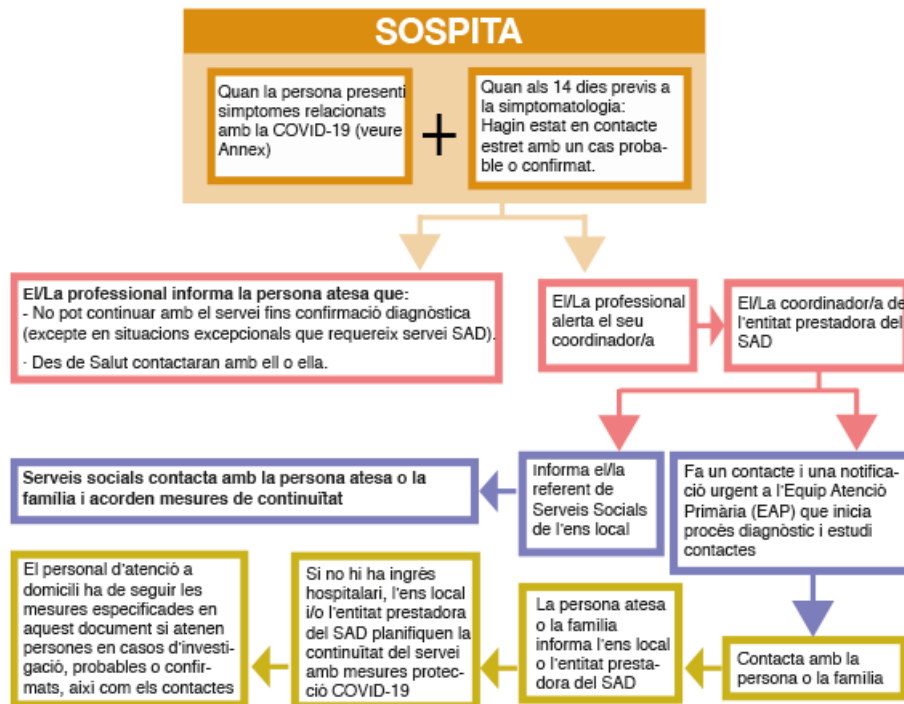 SOSPITA
Quan la persona presenti
simptomes relacionats
amb la COVID-19 (veure
Annex)
+
Quan als 14 dies previs a
la simptomatologia:
Hagin estat en contacte
estret amb un cas proba-
ble o confirmat.
El/La professional informa la persona atesa que:
- No pot continuar amb el servei fins confirmació diagnòstica
(excepte en situacions excepcionals que requereix servei SAD).
- Des de Salut contactaran amb ell o ella.
El/La professional
alerta el seu
coordinador/a
El/La coordinador/a de
l'entitat prestadora del
SAD
Serveis socials contacta amb la persona atesa o la
família i acorden mesures de continuïtat
Informa el/la
referent de
Serveis Socials
de l'ens local
Fa un contacte i una notific-
ació urgent a l'Equip Atenció
Primària (EAP) que inicia
procés diagnòstic i estudi
contactes
El personal d'atenció a
domicili ha de seguir les
mesures especificades en
aquest document si atenen
persones en casos d'investi-
gació, probables o confir-
mats, així com els contactes
Si no hi ha ingrés
hospitalari, l'ens local
i/o l'entitat prestadora
del SAD planifiquen la
continuïtat del servei
amb mesures protec-
ció COVID-19
La persona atesa
o la familia
informa l'ens local
o l'entitat presta-
dora del SAD
Contacta amb la
persona o la familia